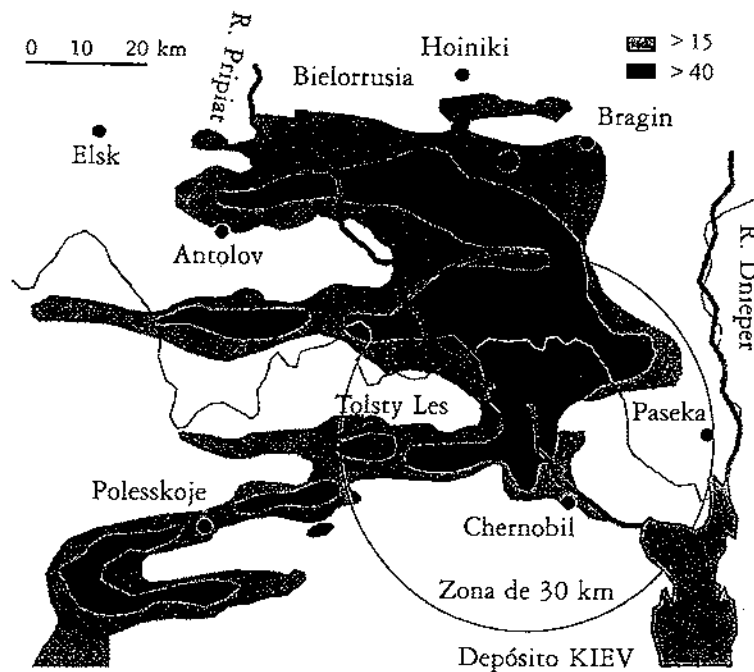 0 10 20 km
R. Pripiat
Hoiniki
> 15
> 40
Bielorrusia
Bragin
Elsk
R. Dnieper
Antolov
Tolsty Les
Paseka
Polesskoje
Chernobil
Zona de 30 km
Depósito KIEV